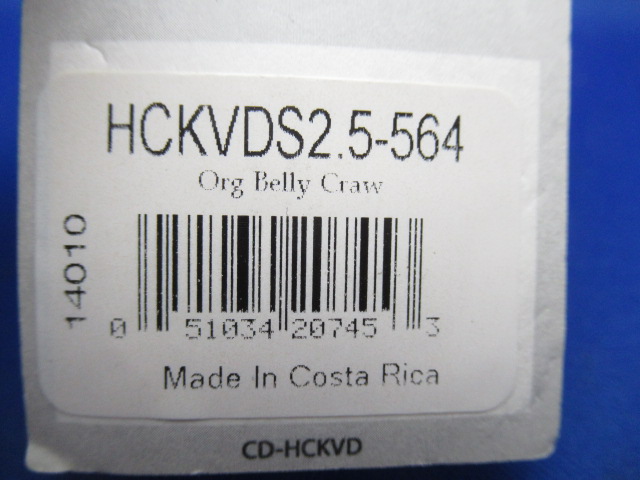 HCKVDS2.5-564
Org Belly Craw
14010
0 51034 20745 3
Made In Costa Rica
CD-HCKVD